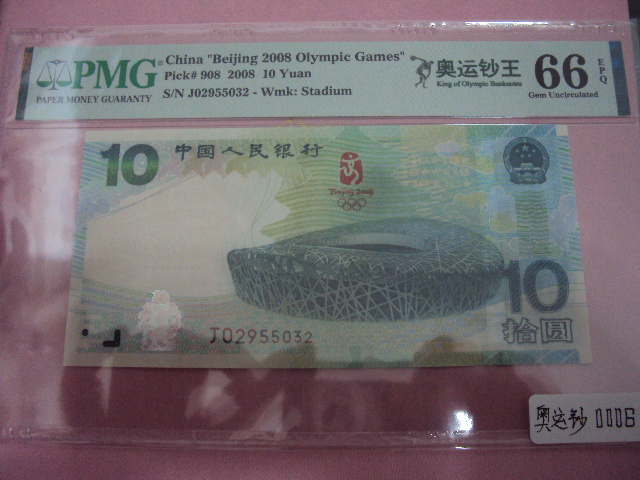 PMG
PAPER MONEY GUARANTY
China "Beijing 2008 Olympic Games"
Pick# 908 2008 10 Yuan
S/N J02955032 - Wmk: Stadium
奥运钞王
King of Olympic Banknotes
66 EPQ
Gem Uncirculated
10 中国人民银行
Beijing 2008
10
拾圆
J02955032
奥运钞 0006